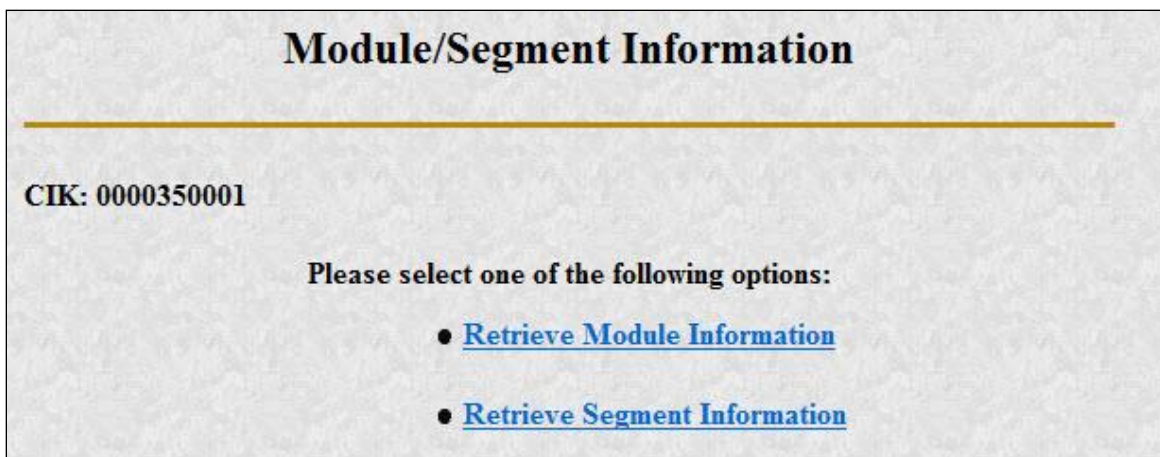 Module/Segment Information
CIK: 0000350001
Please select one of the following options:
Retrieve Module Information
Retrieve Segment Information